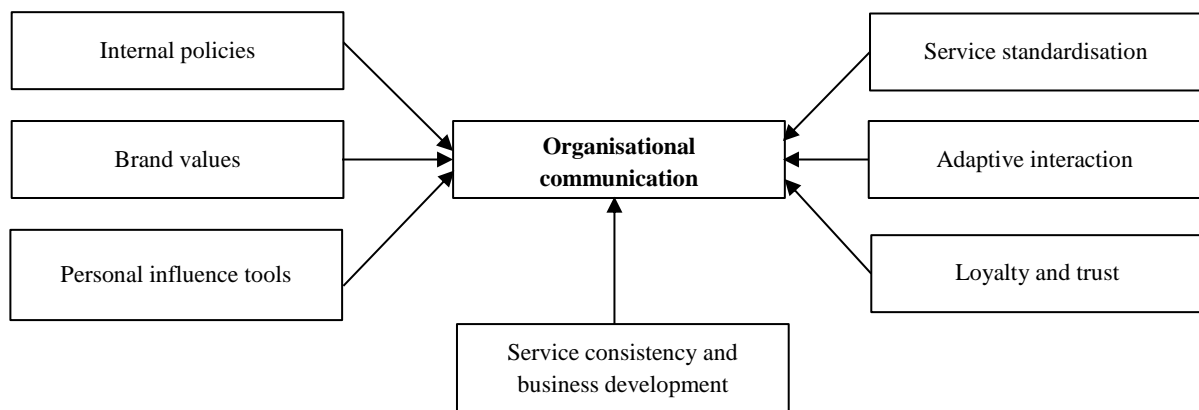 Internal policies
Service standardisation
Brand values
Organisational
communication
Adaptive interaction
Personal influence tools
Loyalty and trust
Service consistency and
business development